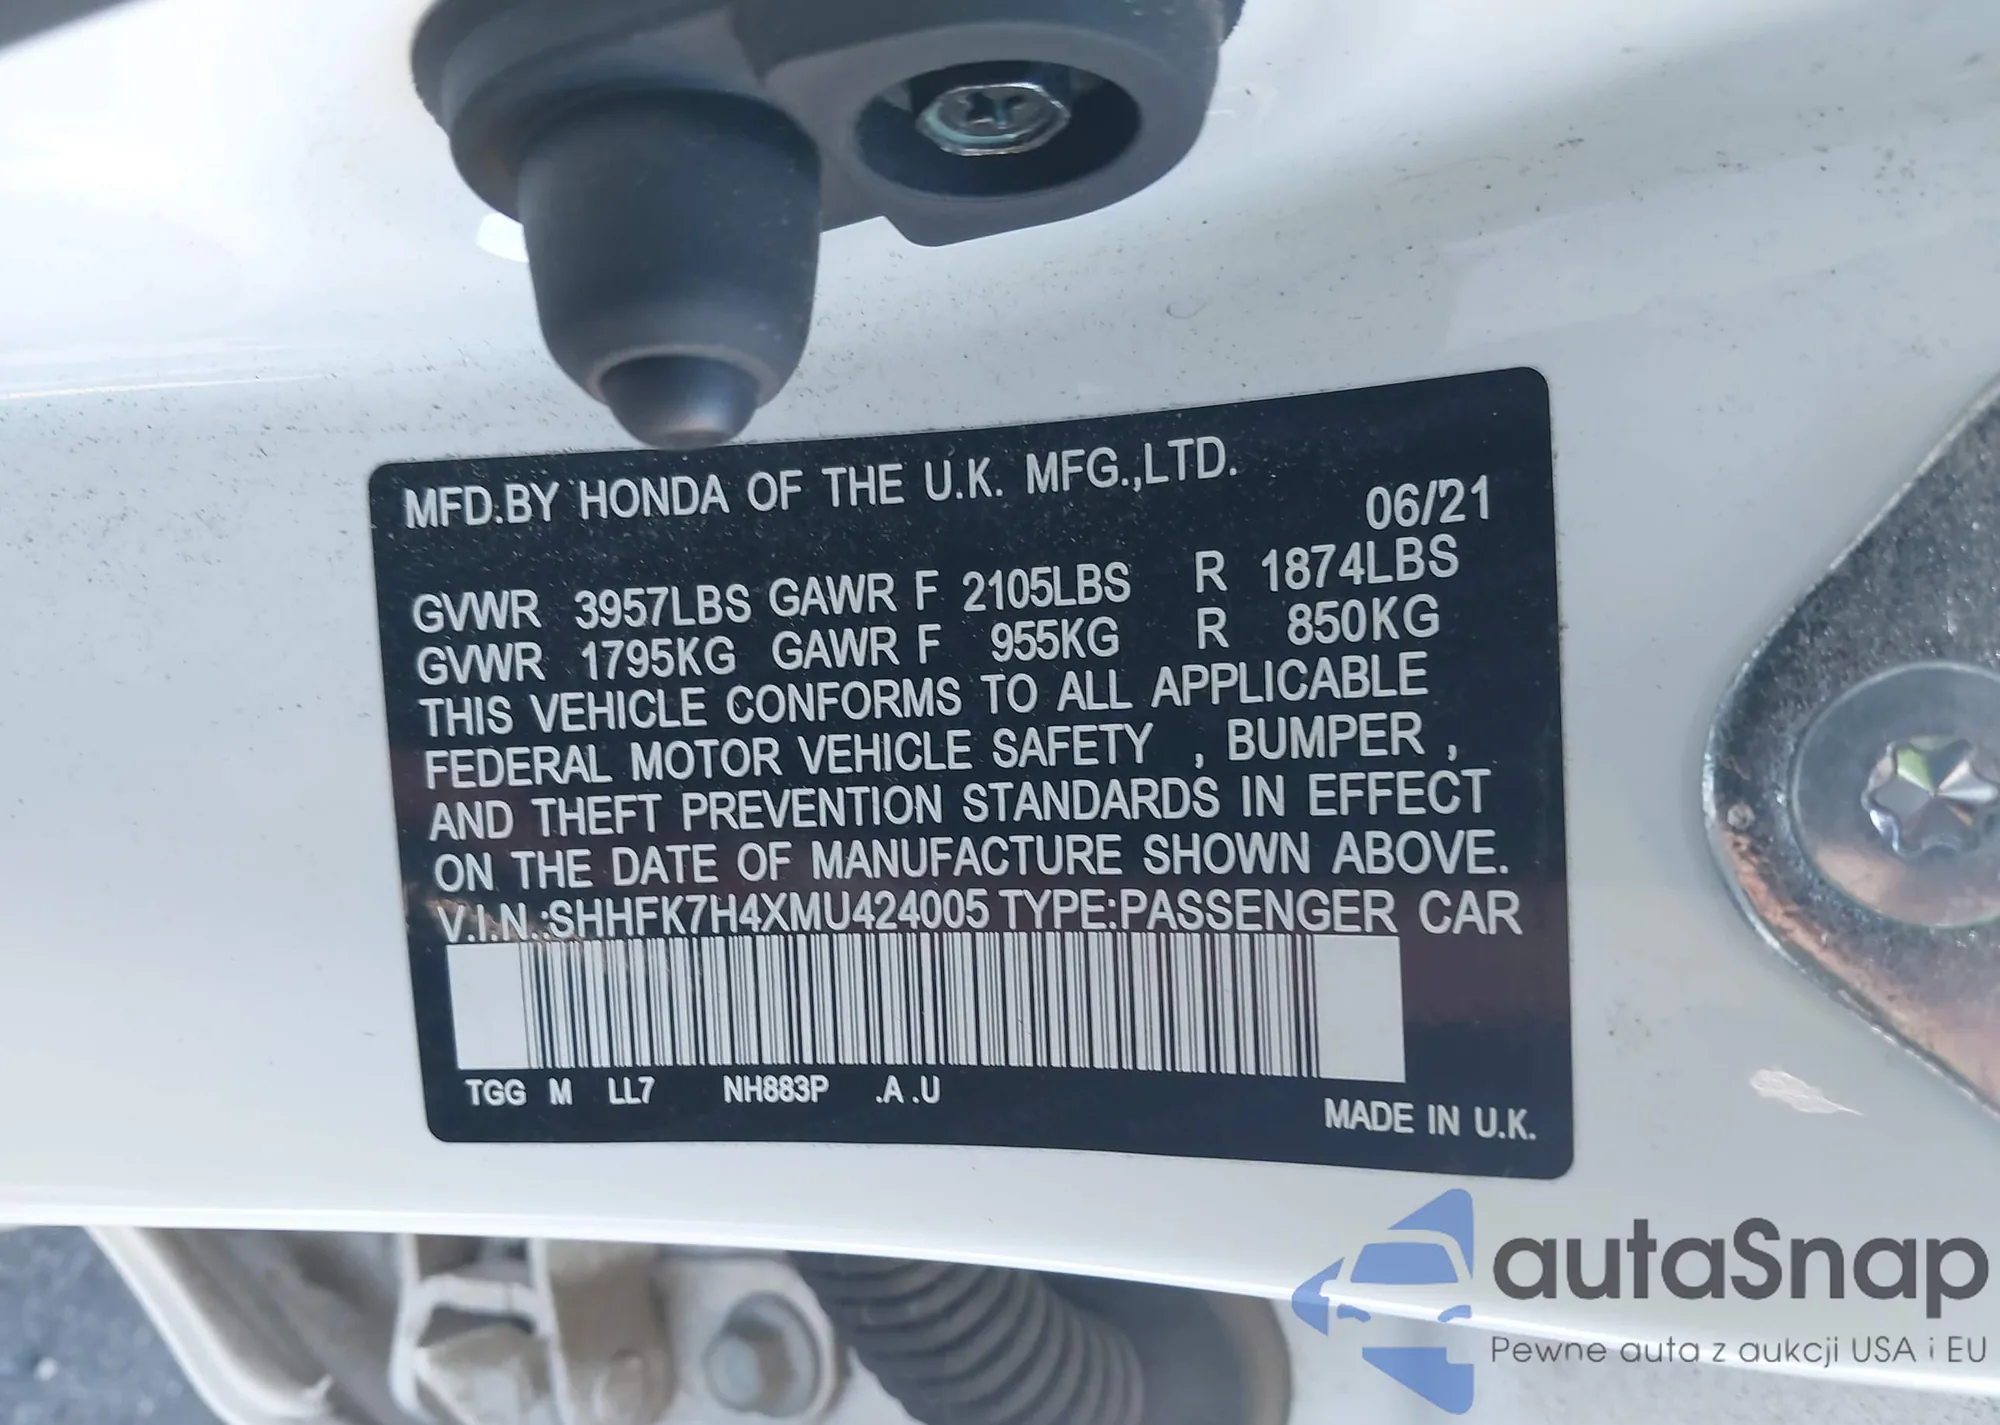 MFD.BY HONDA OF THE U.K. MFG.,LTD.
06/21
GVWR 3957LBS GAWR F 2105LBS R 1874LBS
GVWR 1795KG GAWR F 955KG R 850KG
THIS VEHICLE CONFORMS TO ALL APPLICABLE
FEDERAL MOTOR VEHICLE SAFETY , BUMPER ,
AND THEFT PREVENTION STANDARDS IN EFFECT
ON THE DATE OF MANUFACTURE SHOWN ABOVE.
V.I.N.:SHHFK7H4XMU424005 TYPE:PASSENGER CAR
TGG M LL7 NH883P .A .U
MADE IN U.K.
autaSnap
Pewne auta z aukcji USA i EU